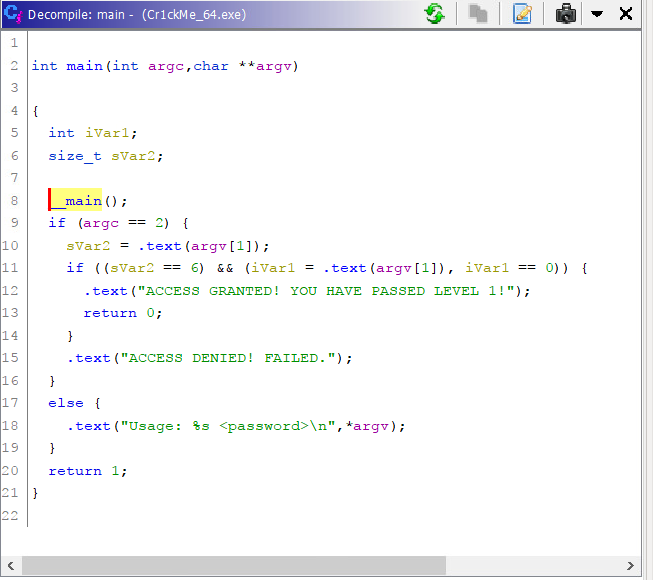 Decompile: main - (Cr1ckMe_64.exe)
1
2 int main(int argc,char **argv)
3
4 {
5 int iVar1;
6 size_t sVar2;
7
8 __main();
9 if (argc == 2) {
10 sVar2 = .text(argv[1]);
11 if ((sVar2 == 6) && (iVar1 = .text(argv[1]), iVar1 == 0)) {
12 .text("ACCESS GRANTED! YOU HAVE PASSED LEVEL 1!");
13 return 0;
14 }
15 .text("ACCESS DENIED! FAILED.");
16 }
17 else {
18 .text("Usage: %s <password>\n",*argv);
19 }
20 return 1;
21 }
22